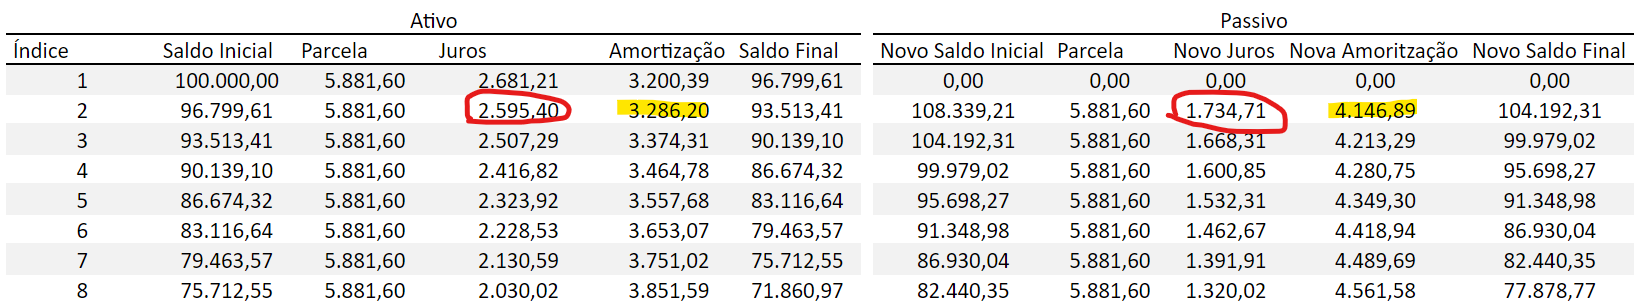 Ativo Passivo
Índice Saldo Inicial Parcela Juros Amortização Saldo Final Novo Saldo Inicial Parcela Novo Juros Nova Amoritzação Novo Saldo Final
1 100.000,00 5.881,60 2.681,21 3.200,39 96.799,61 0,00 0,00 0,00 0,00 0,00
2 96.799,61 5.881,60 2.595,40 3.286,20 93.513,41 108.339,21 5.881,60 1.734,71 4.146,89 104.192,31
3 93.513,41 5.881,60 2.507,29 3.374,31 90.139,10 104.192,31 5.881,60 1.668,31 4.213,29 99.979,02
4 90.139,10 5.881,60 2.416,82 3.464,78 86.674,32 99.979,02 5.881,60 1.600,85 4.280,75 95.698,27
5 86.674,32 5.881,60 2.323,92 3.557,68 83.116,64 95.698,27 5.881,60 1.532,31 4.349,30 91.348,98
6 83.116,64 5.881,60 2.228,53 3.653,07 79.463,57 91.348,98 5.881,60 1.462,67 4.418,94 86.930,04
7 79.463,57 5.881,60 2.130,59 3.751,02 75.712,55 86.930,04 5.881,60 1.391,91 4.489,69 82.440,35
8 75.712,55 5.881,60 2.030,02 3.851,59 71.860,97 82.440,35 5.881,60 1.320,02 4.561,58 77.878,77